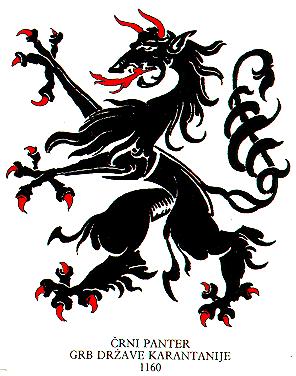 ČRNI PANTER
GRB DRŽAVE KARANTANIJE
1160